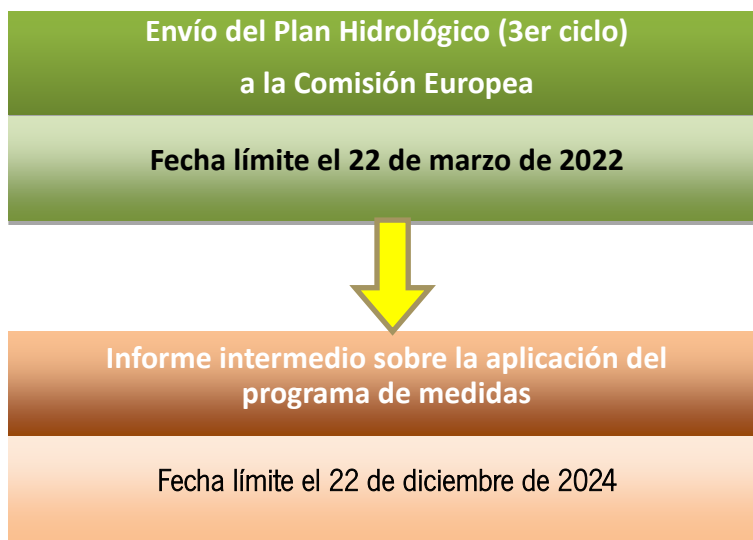 Envío del Plan Hidrológico (3er ciclo)
a la Comisión Europea
Fecha límite el 22 de marzo de 2022
Informe intermedio sobre la aplicación del
programa de medidas
Fecha límite el 22 de diciembre de 2024